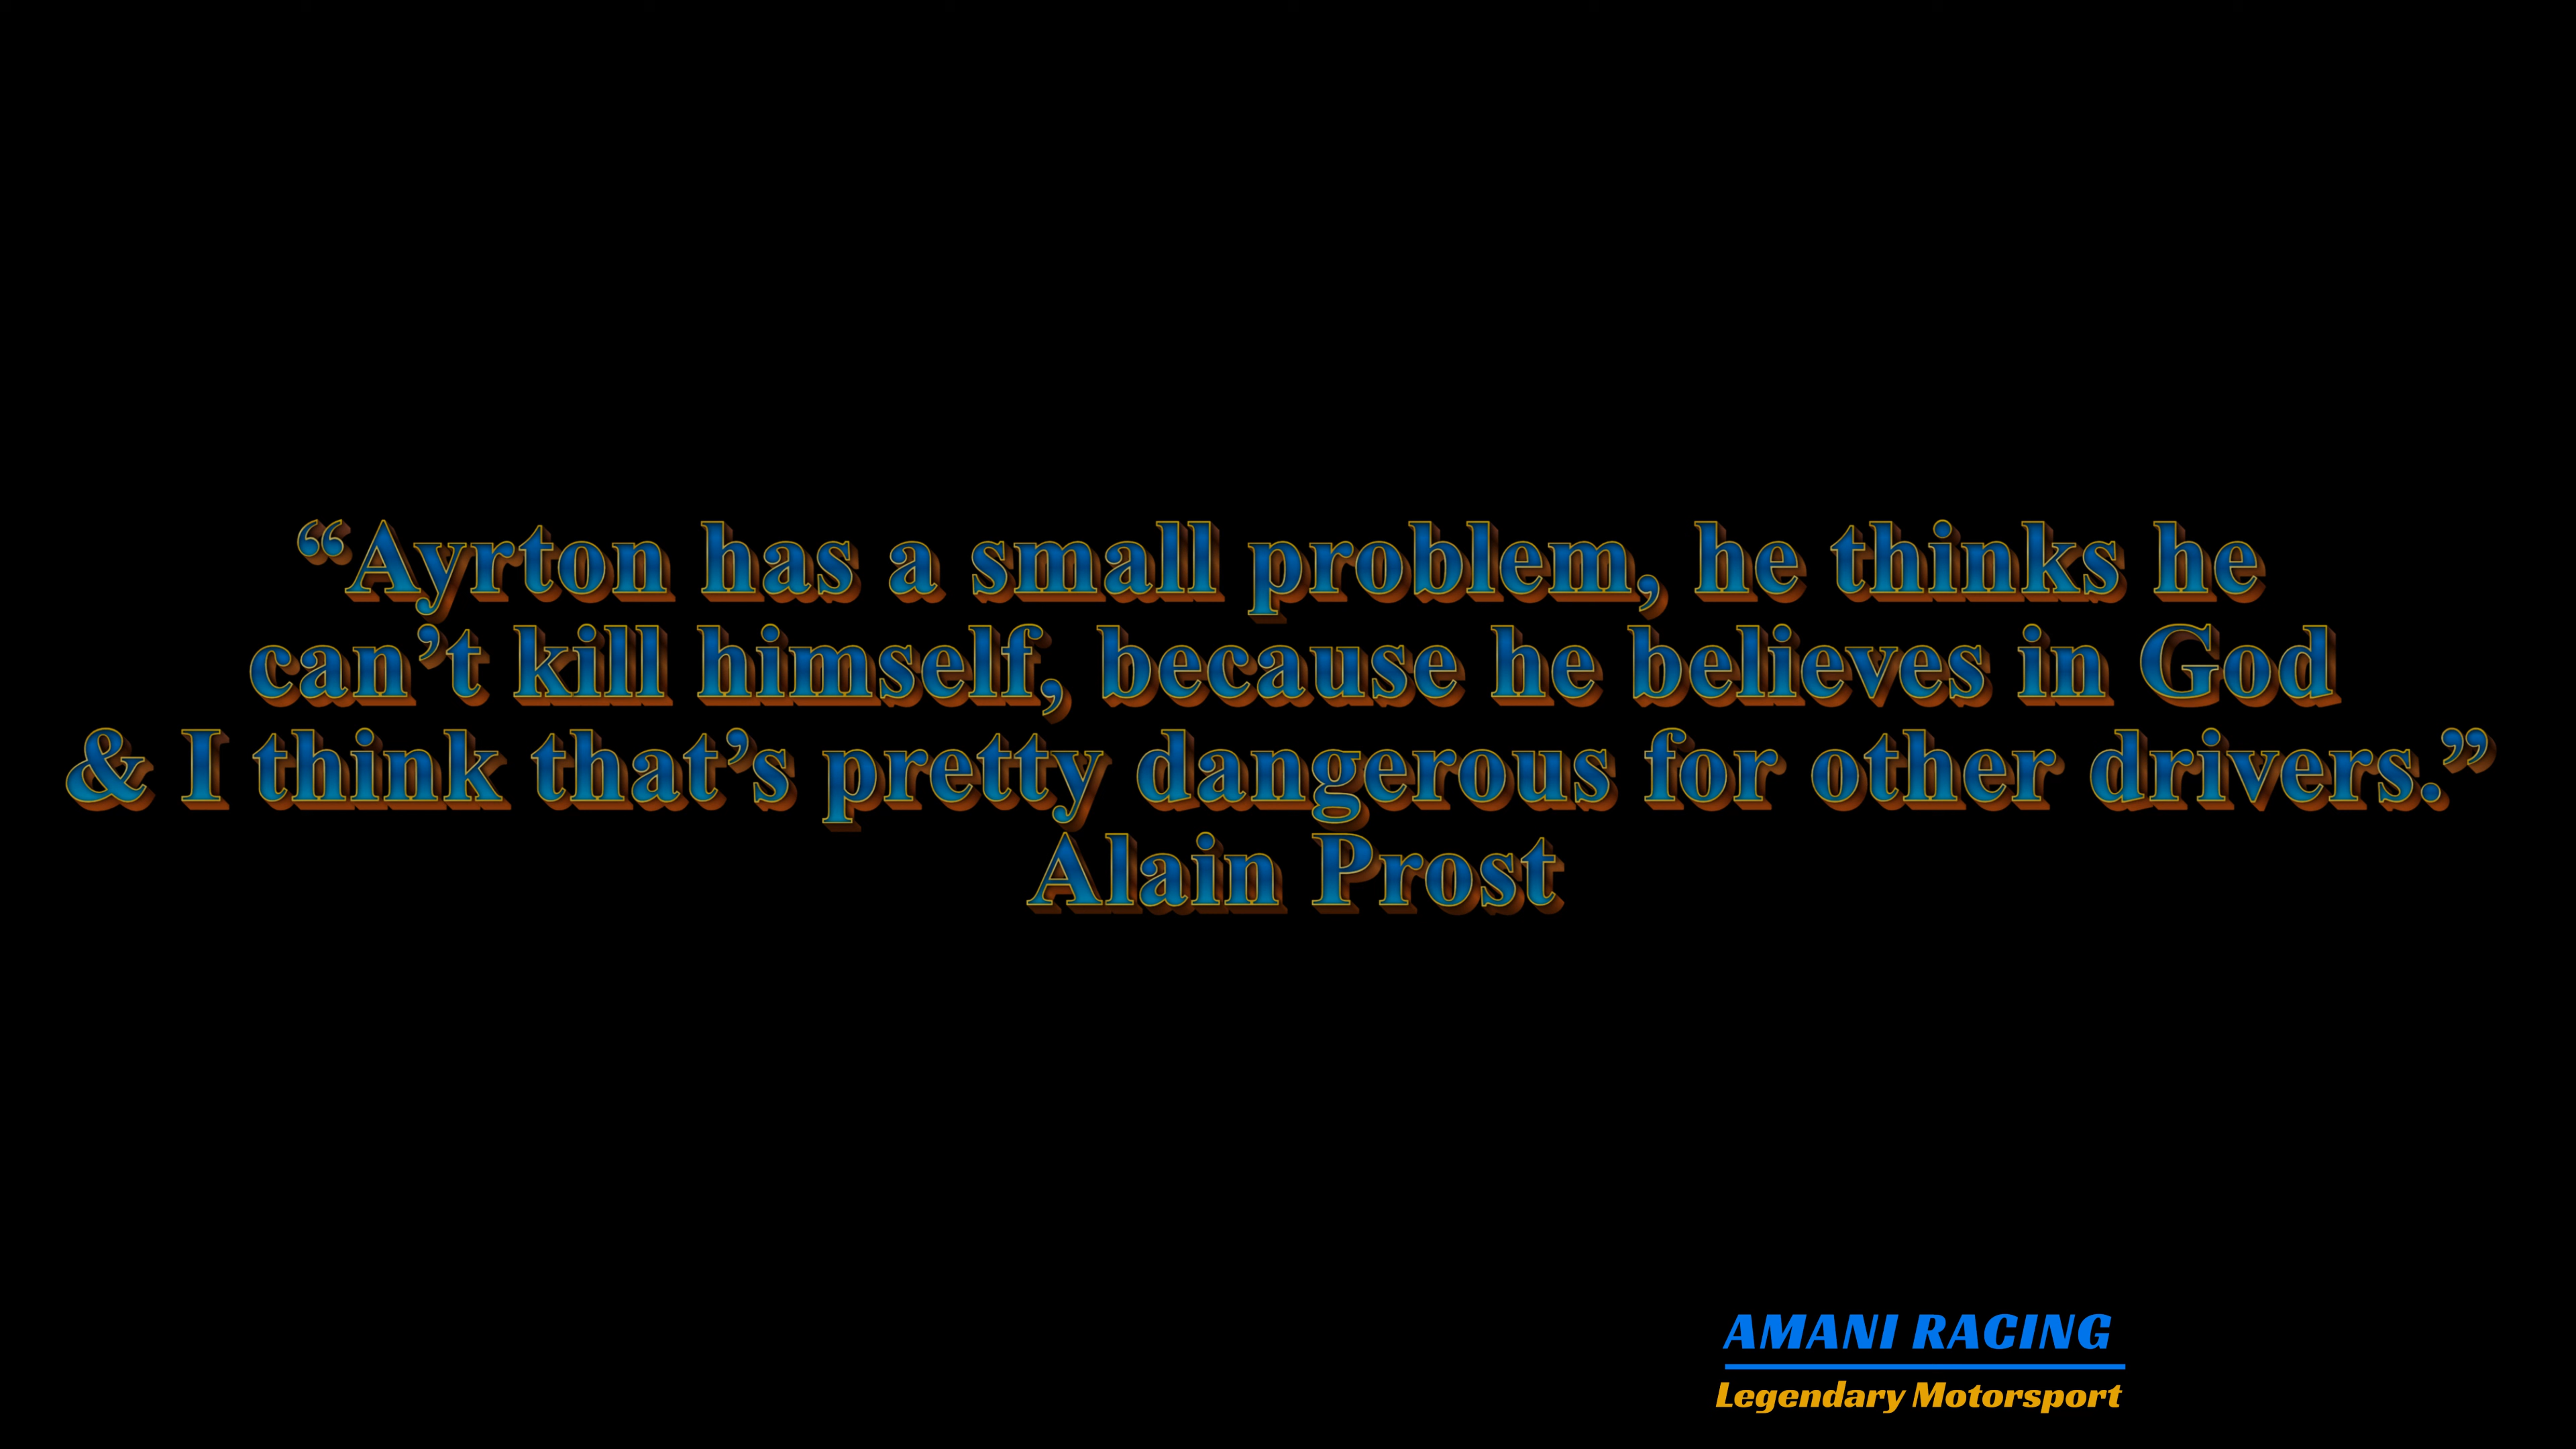 “Ayrton has a small problem, he thinks he
can’t kill himself, because he believes in God
& I think that’s pretty dangerous for other drivers.”
Alain Prost
AMANI RACING
Legendary Motorsport